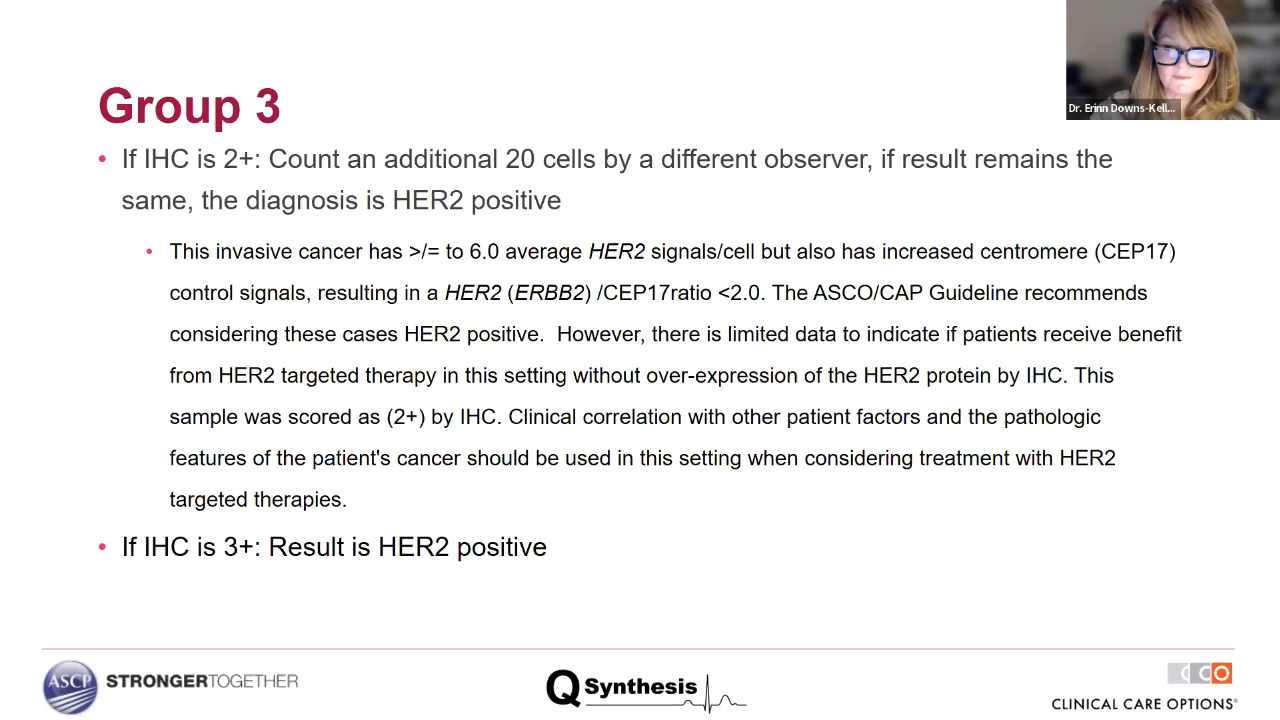 Dr. Erinn Downs-Kell...
Group 3
• If IHC is 2+: Count an additional 20 cells by a different observer, if result remains the
same, the diagnosis is HER2 positive
• This invasive cancer has >/= to 6.0 average HER2 signals/cell but also has increased centromere (CEP17)
control signals, resulting in a HER2 (ERBB2) /CEP17ratio <2.0. The ASCO/CAP Guideline recommends
considering these cases HER2 positive.  However, there is limited data to indicate if patients receive benefit
from HER2 targeted therapy in this setting without over-expression of the HER2 protein by IHC. This
sample was scored as (2+) by IHC. Clinical correlation with other patient factors and the pathologic
features of the patient's cancer should be used in this setting when considering treatment with HER2
targeted therapies.
• If IHC is 3+: Result is HER2 positive
ASCP STRONGERTOGETHER
Q Synthesis
CCO
CLINICAL CARE OPTIONS®